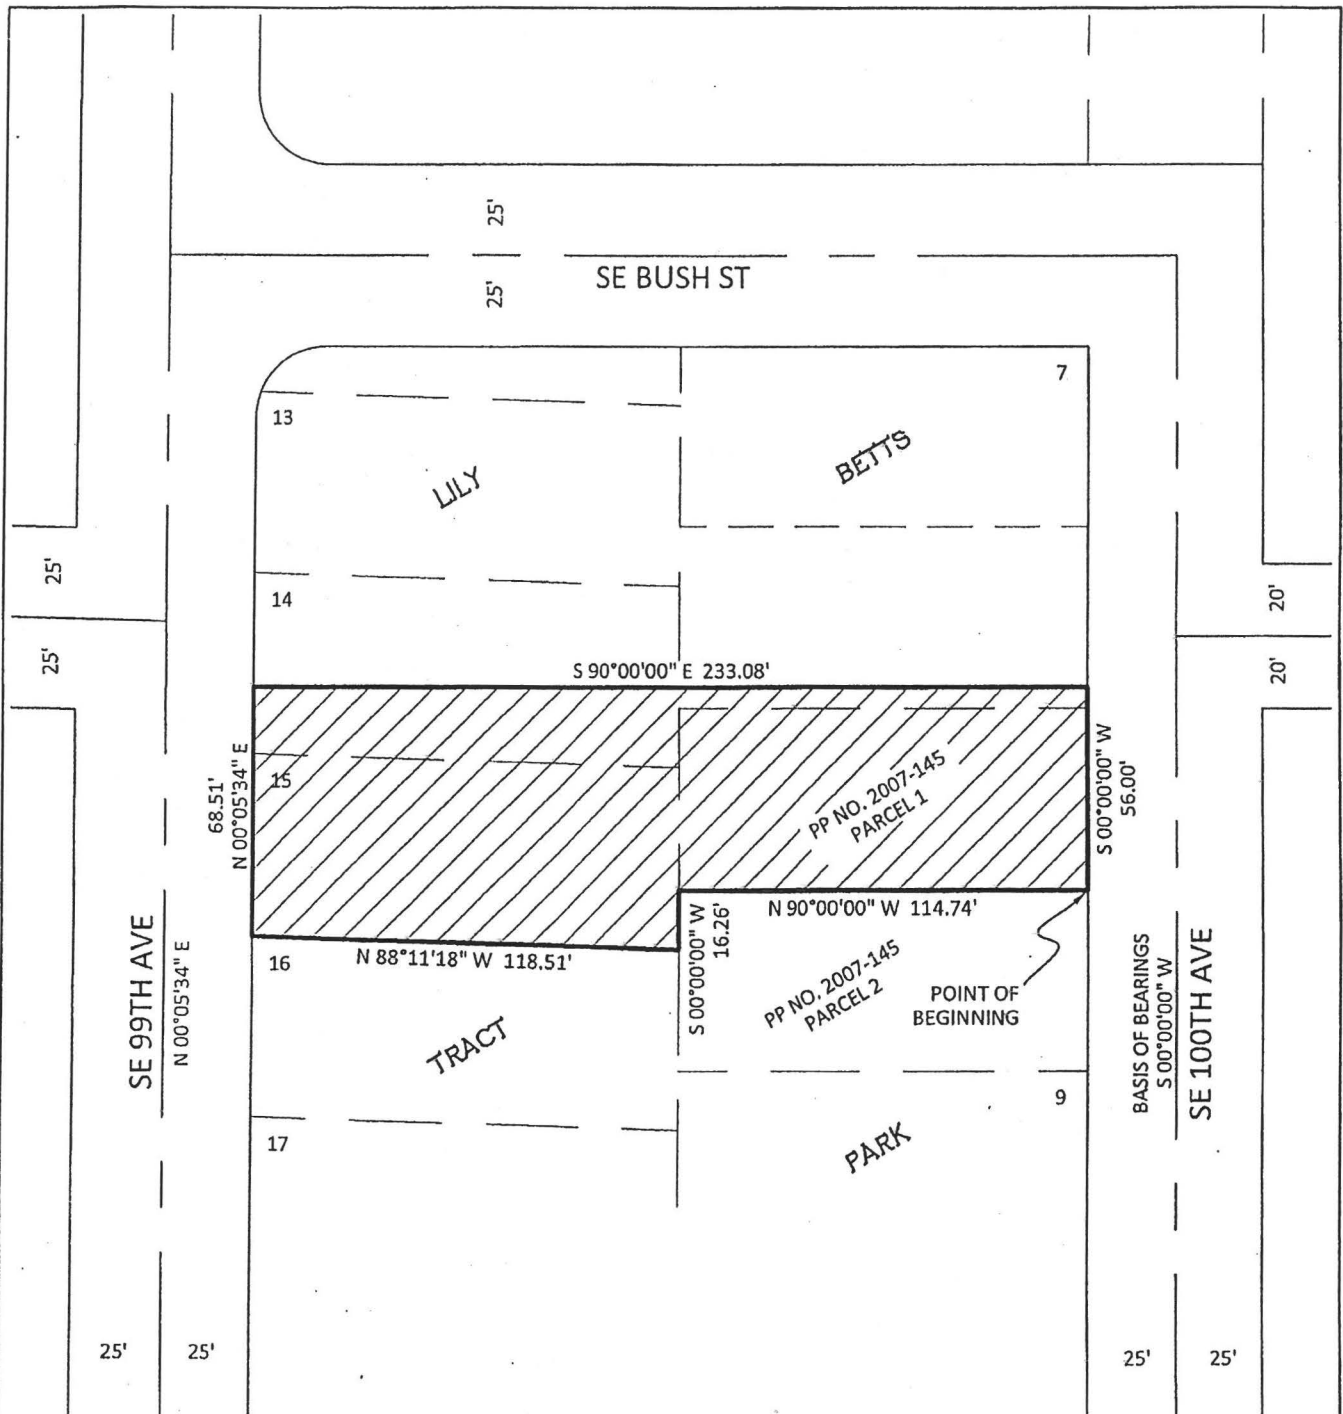 25'
SE BUSH ST
25'
7
13
BETTS
LILY
25'
14
20'
25'
S 90°00'00" E 233.08'
20'
68.51'
N 00°05'34" E
15
PP NO. 2007-145
PARCEL 1
S 00°00'00" W
56.00'
N 90°00'00" W 114.74'
S 00°00'00" W
16.26'
N 88°11'18" W 118.51'
16
SE 99TH AVE
N 00°05'34" E
PP NO. 2007-145
PARCEL 2
POINT OF
BEGINNING
BASIS OF BEARINGS
S 00°00'00" W
SE 100TH AVE
TRACT
9
17
PARK
25'
25'
25'
25'